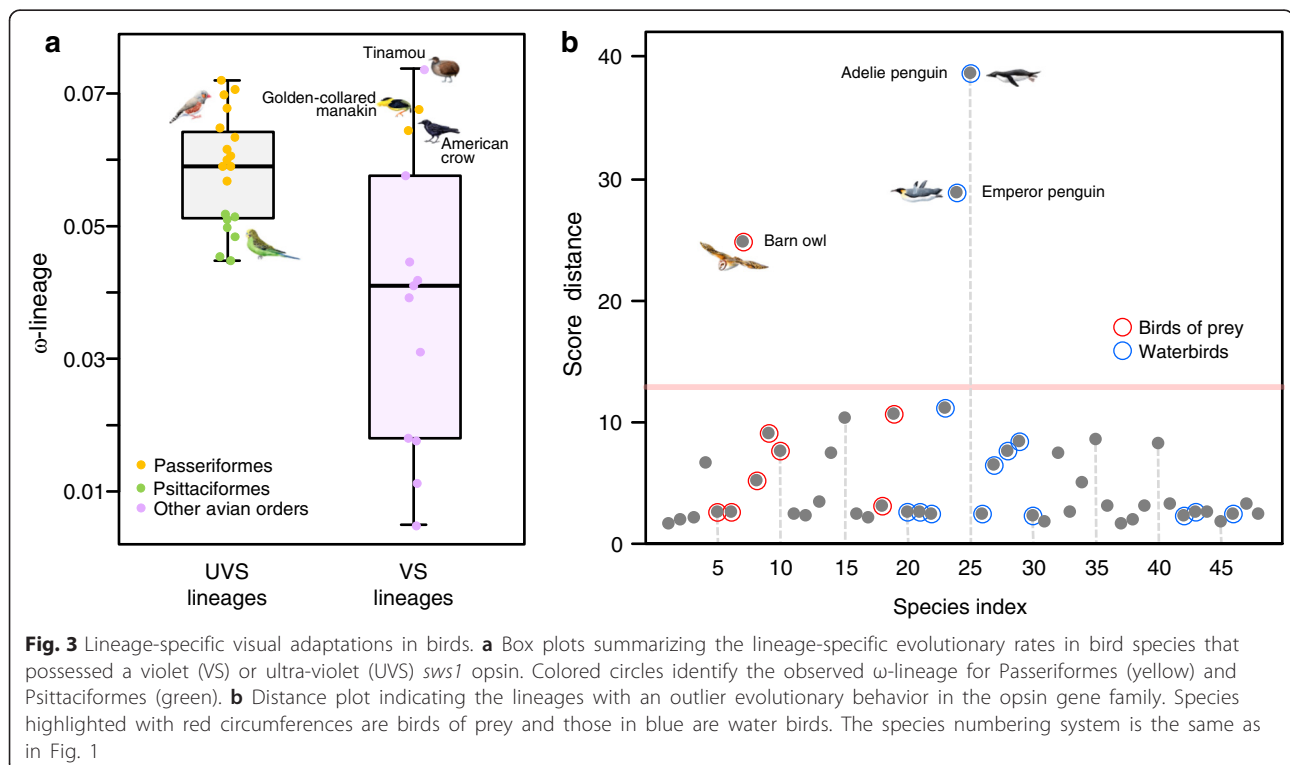 a
b
Tinamou
Golden-collared
manakin
American
crow
0.07
0.05
0.03
0.01
ω-lineage
Passeriformes
Psittaciformes
Other avian orders
UVS
lineages
VS
lineages
40
30
20
10
0
Score distance
Adelie penguin
Emperor penguin
Barn owl
Birds of prey
Waterbirds
5 10 15 20 25 30 35 40 45
Species index
Fig. 3 Lineage-specific visual adaptations in birds. a Box plots summarizing the lineage-specific evolutionary rates in bird species that
possessed a violet (VS) or ultra-violet (UVS) sws1 opsin. Colored circles identify the observed ω-lineage for Passeriformes (yellow) and
Psittaciformes (green). b Distance plot indicating the lineages with an outlier evolutionary behavior in the opsin gene family. Species
highlighted with red circumferences are birds of prey and those in blue are water birds. The species numbering system is the same as
in Fig. 1